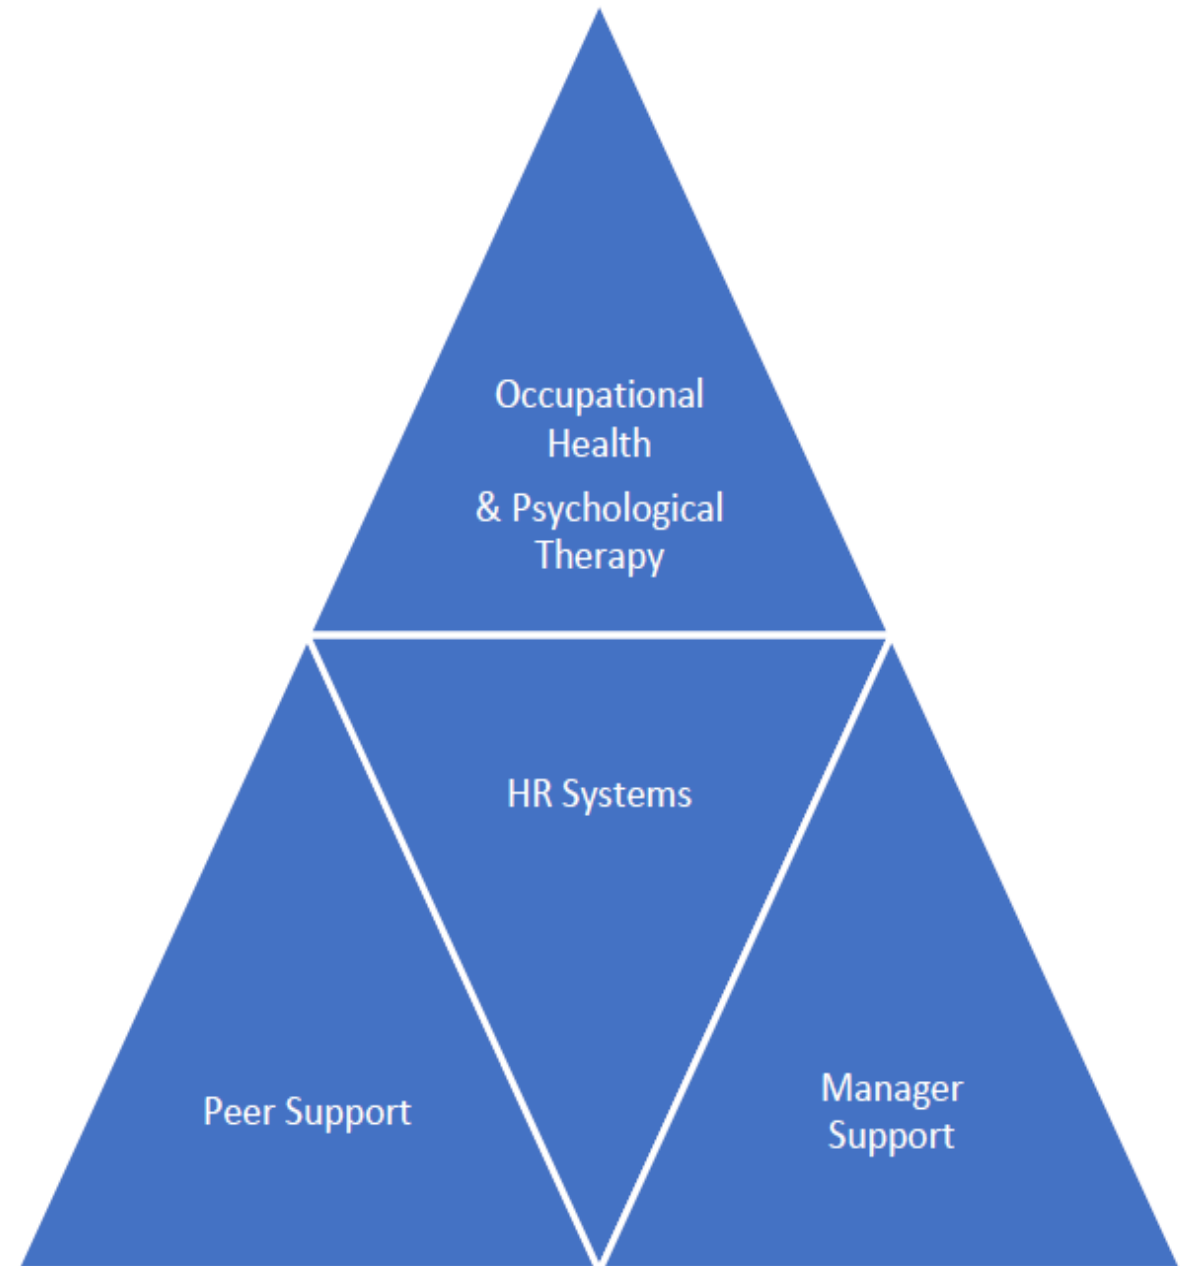 Occupational
Health
& Psychological
Therapy
HR Systems
Peer Support
Manager
Support